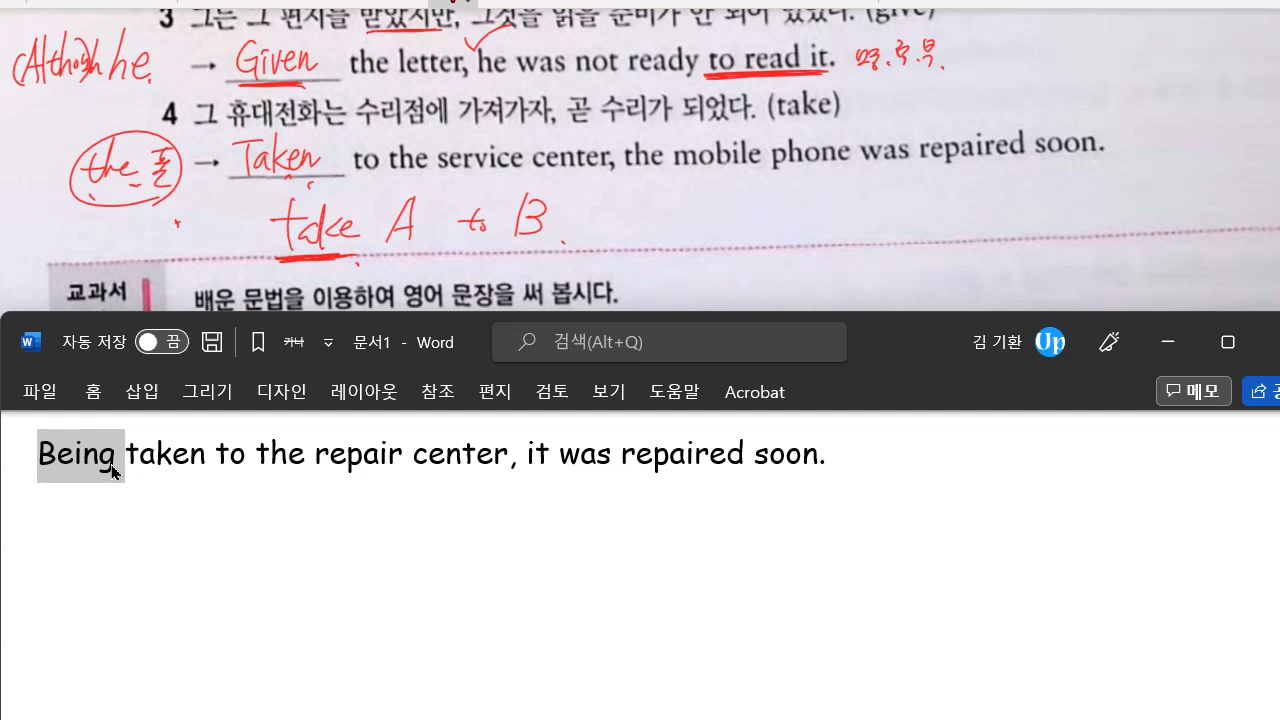 3 그는 그 편지를 받았지만, 그것을 읽을 준비가 안 되어 있었다. (give)
(Although he.
→ Given the letter, he was not ready to read it.
4 그 휴대전화는 수리점에 가져가자, 곧 수리가 되었다. (take)
the 폰
→ Taken to the service center, the mobile phone was repaired soon.
take A to B
교과서
배운 문법을 이용하여 영어 문장을 써 봅시다.
자동 저장 끔 가나 문서1 - Word 검색(Alt+Q) 김 기환 Up
파일 홈 삽입 그리기 디자인 레이아웃 참조 편지 검토 보기 도움말 Acrobat 메모
Being taken to the repair center, it was repaired soon.